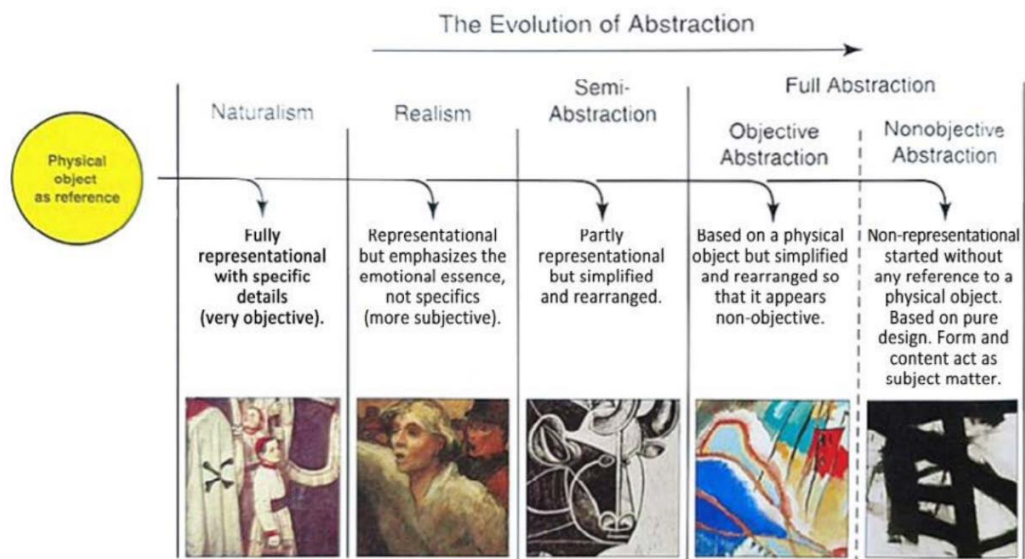 The Evolution of Abstraction
Naturalism
Realism
Semi-
Abstraction
Full Abstraction
Objective
Abstraction
Nonobjective
Abstraction
Physical
object
as reference
Fully
representational
with specific
details
(very objective).
Representational
but emphasizes the
emotional essence,
not specifics
(more subjective).
Partly
representational
but simplified
and rearranged.
Based on a physical
object but simplified
and rearranged so
that it appears
non-objective.
Non-representational
started without
any reference to a
physical object.
Based on pure
design. Form and
content act as
subject matter.